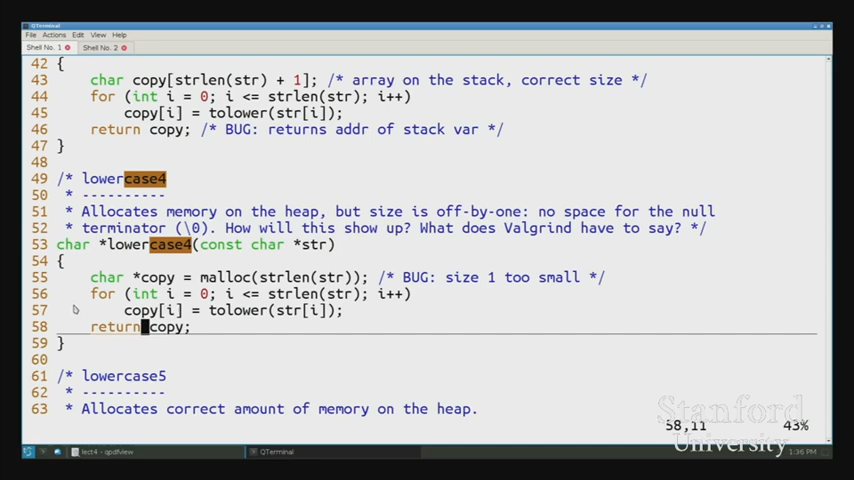 QTerminal
File Actions Edit View Help
Shell No. 1 Shell No. 2
42 {
43 char copy[strlen(str) + 1]; /* array on the stack, correct size */
44 for (int i = 0; i <= strlen(str); i++)
45 copy[i] = tolower(str[i]);
46 return copy; /* BUG: returns addr of stack var */
47 }
48
49 /* lowercase4
50 * ----------
51 * Allocates memory on the heap, but size is off-by-one: no space for the null
52 * terminator (\0). How will this show up? What does Valgrind have to say? */
53 char *lowercase4(const char *str)
54 {
55 char *copy = malloc(strlen(str)); /* BUG: size 1 too small */
56 for (int i = 0; i <= strlen(str); i++)
57 copy[i] = tolower(str[i]);
58 return copy;
59 }
60
61 /* lowercase5
62 * ----------
63 * Allocates correct amount of memory on the heap.
58,11 43%
Stanford
University
lect4 - qpdfview QTerminal 1:36 PM